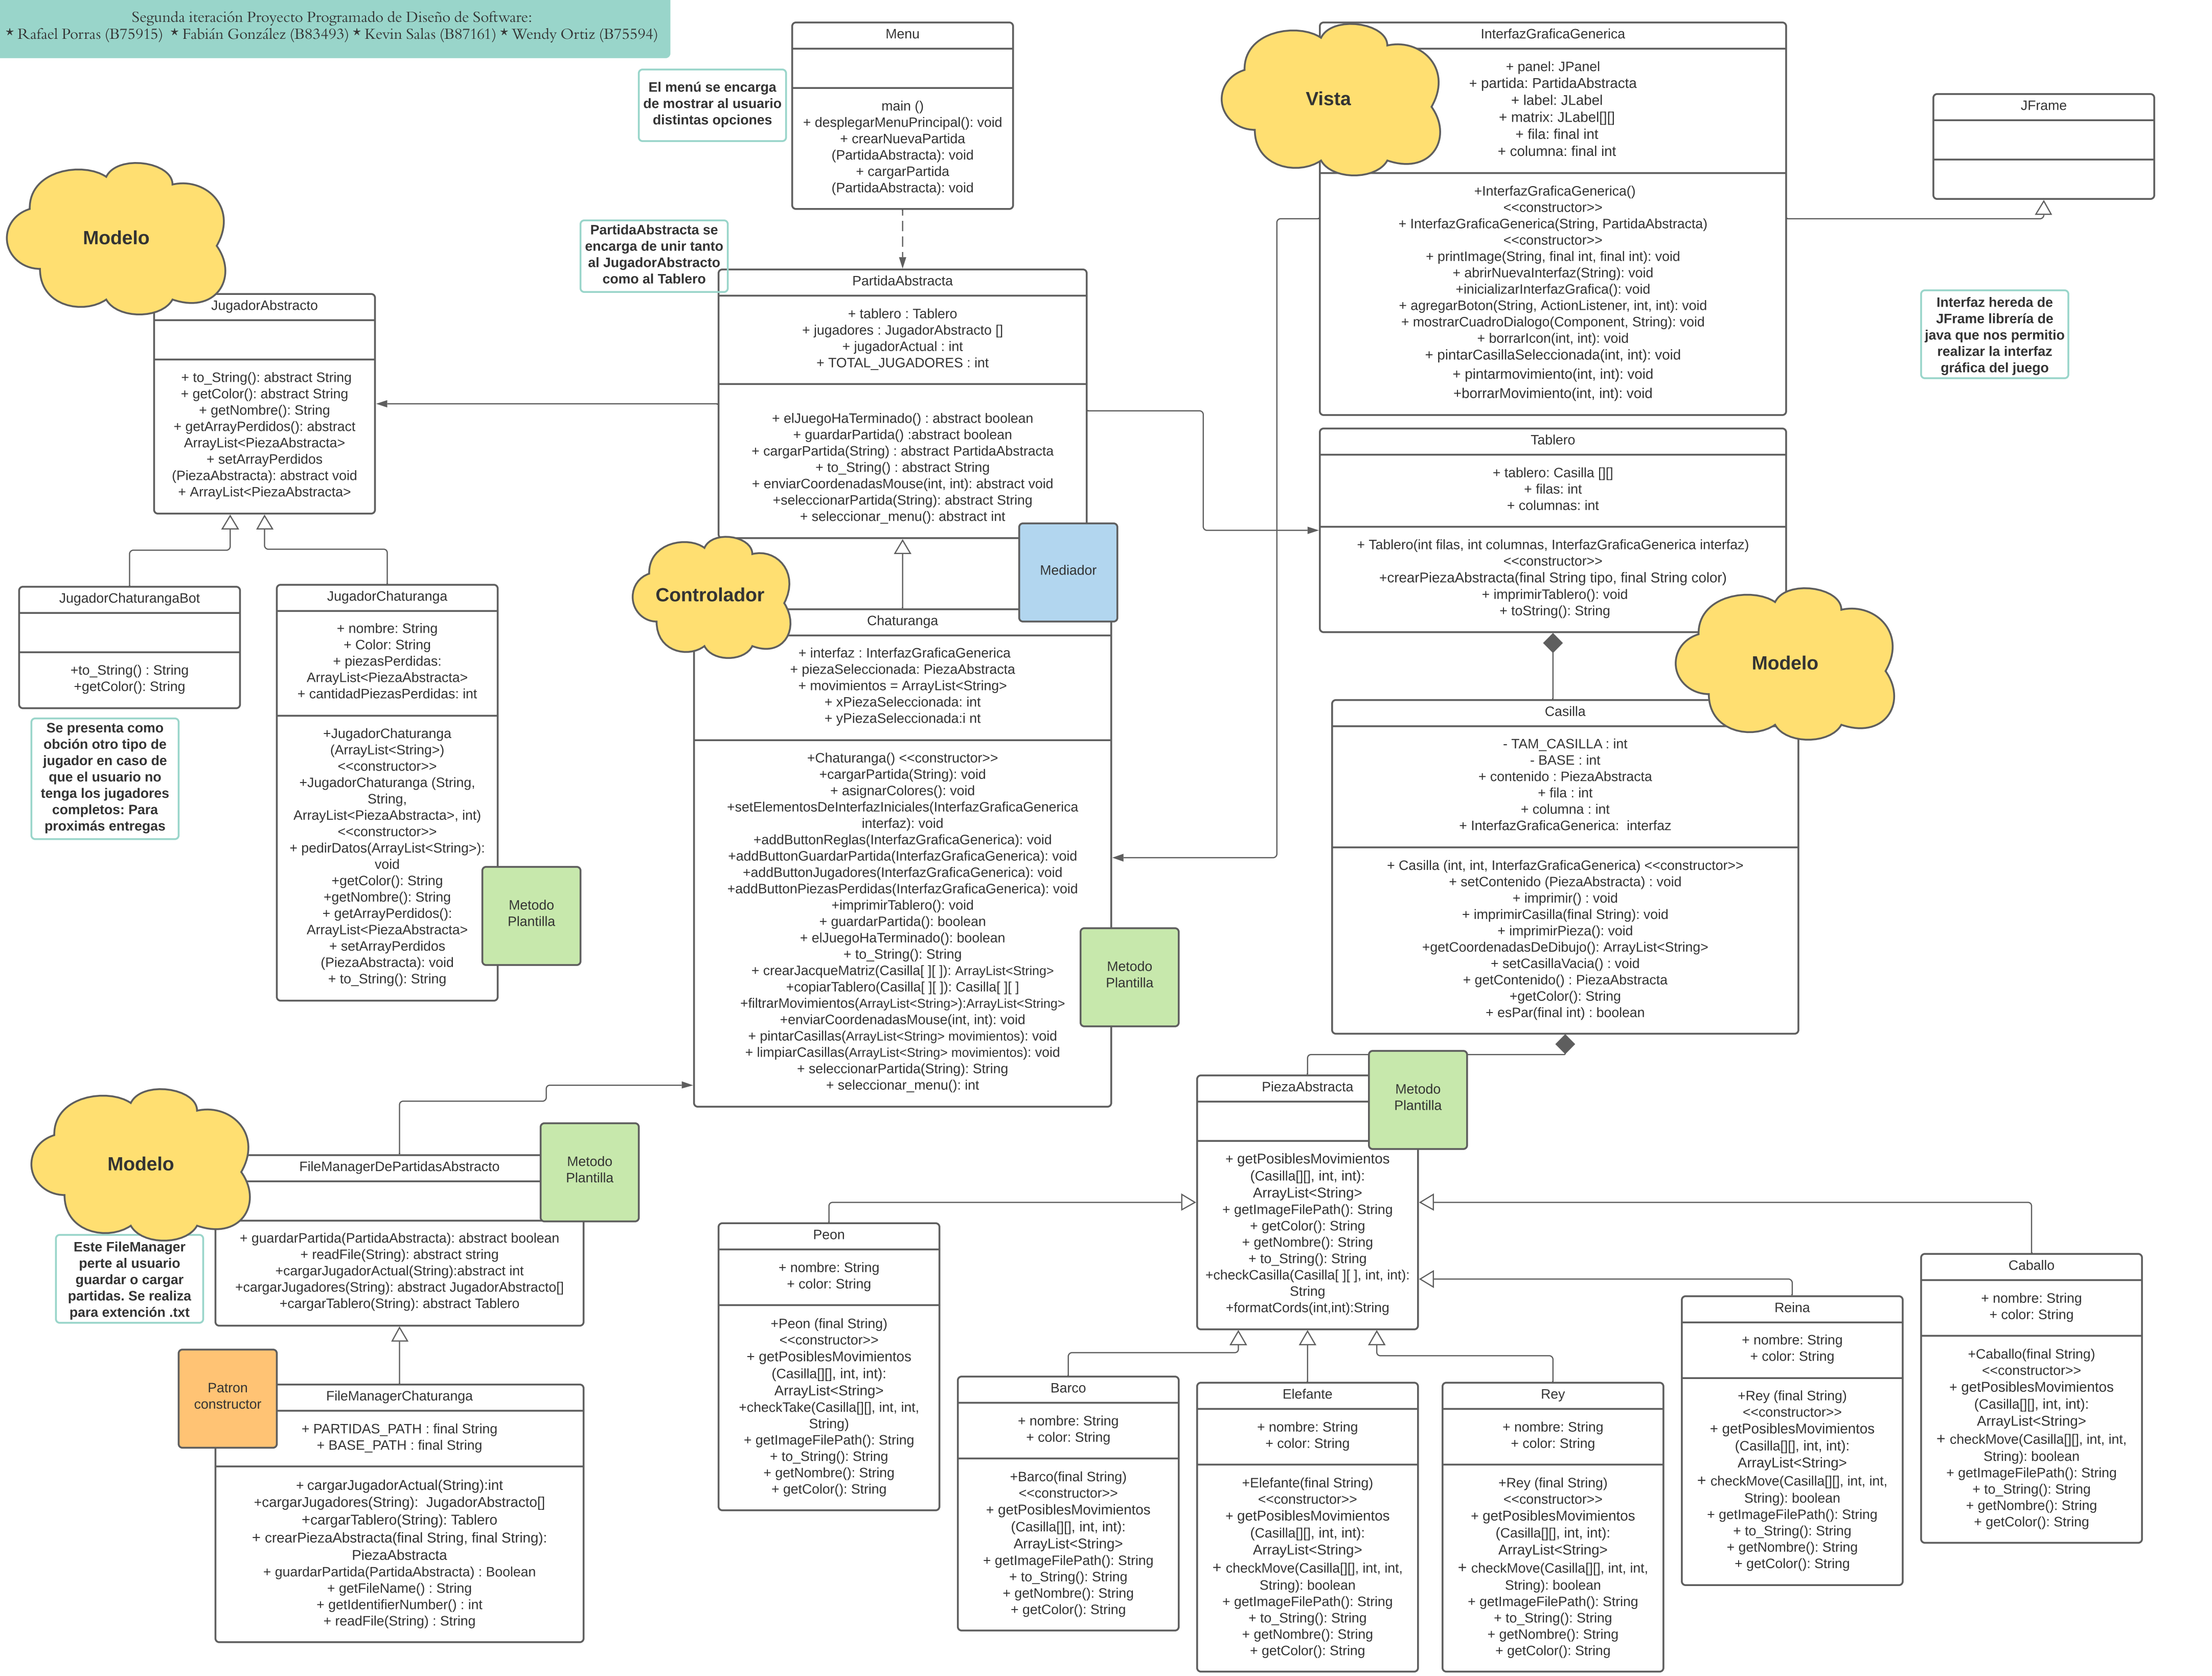 Segunda iteración Proyecto Programado de Diseño de Software:
* Rafael Porras (B75915) * Fabián González (B83493) * Kevin Salas (B87161) * Wendy Ortiz (B75594)
Menu
main ()
+ desplegarMenuPrincipal(): void
+ crearNuevaPartida
(PartidaAbstracta): void
+ cargarPartida
(PartidaAbstracta): void
El menú se encarga
de mostrar al usuario
distintas opciones
Vista
InterfazGraficaGenerica
+ panel: JPanel
+ partida: PartidaAbstracta
+ label: JLabel
+ matrix: JLabel[][]
+ fila: final int
+ columna: final int
+InterfazGraficaGenerica()
<<constructor>>
+ InterfazGraficaGenerica(String, PartidaAbstracta)
<<constructor>>
+ printImage(String, final int, final int): void
+ abrirNuevaInterfaz(String): void
+inicializarInterfazGrafica(): void
+ agregarBoton(String, ActionListener, int, int): void
+ mostrarCuadroDialogo(Component, String): void
+ borrarIcon(int, int): void
+ pintarCasillaSeleccionada(int, int): void
+ pintarmovimiento(int, int): void
+borrarMovimiento(int, int): void
JFrame
Interfaz hereda de
JFrame librería de
java que nos permitio
realizar la interfaz
gráfica del juego
Modelo
JugadorAbstracto
+ to_String(): abstract String
+ getColor(): abstract String
+ getNombre(): String
+ getArrayPerdidos(): abstract
ArrayList<PiezaAbstracta>
+ setArrayPerdidos
(PiezaAbstracta): abstract void
+ ArrayList<PiezaAbstracta>
PartidaAbstracta se
encarga de unir tanto
al JugadorAbstracto
como al Tablero
PartidaAbstracta
+ tablero : Tablero
+ jugadores : JugadorAbstracto []
+ jugadorActual : int
+ TOTAL_JUGADORES : int
+ elJuegoHaTerminado() : abstract boolean
+ guardarPartida() :abstract boolean
+ cargarPartida(String) : abstract PartidaAbstracta
+ to_String() : abstract String
+ enviarCoordenadasMouse(int, int): abstract void
+seleccionarPartida(String): abstract String
+ seleccionar_menu(): abstract int
Mediador
Tablero
+ tablero: Casilla [][]
+ filas: int
+ columnas: int
+ Tablero(int filas, int columnas, InterfazGraficaGenerica interfaz)
<<constructor>>
+crearPiezaAbstracta(final String tipo, final String color)
+ imprimirTablero(): void
+ toString(): String
Modelo
JugadorChaturangaBot
+to_String() : String
+getColor(): String
Se presenta como
obción otro tipo de
jugador en caso de
que el usuario no
tenga los jugadores
completos: Para
proximás entregas
JugadorChaturanga
+ nombre: String
+ Color: String
+ piezasPerdidas:
ArrayList<PiezaAbstracta>
+ cantidadPiezasPerdidas: int
+JugadorChaturanga
(ArrayList<String>)
<<constructor>>
+JugadorChaturanga (String,
String,
ArrayList<PiezaAbstracta>, int)
<<constructor>>
+ pedirDatos(ArrayList<String>):
void
+getColor(): String
+getNombre(): String
+ getArrayPerdidos():
ArrayList<PiezaAbstracta>
+ setArrayPerdidos
(PiezaAbstracta): void
+ to_String(): String
Metodo
Plantilla
Controlador
Chaturanga
+ interfaz : InterfazGraficaGenerica
+ piezaSeleccionada: PiezaAbstracta
+ movimientos = ArrayList<String>
+ xPiezaSeleccionada: int
+ yPiezaSeleccionada:i nt
+Chaturanga() <<constructor>>
+cargarPartida(String): void
+ asignarColores(): void
+setElementosDeInterfazIniciales(InterfazGraficaGenerica
interfaz): void
+addButtonReglas(InterfazGraficaGenerica): void
+addButtonGuardarPartida(InterfazGraficaGenerica): void
+addButtonJugadores(InterfazGraficaGenerica): void
+addButtonPiezasPerdidas(InterfazGraficaGenerica): void
+imprimirTablero(): void
+ guardarPartida(): boolean
+ elJuegoHaTerminado(): boolean
+ to_String(): String
+ crearJacqueMatriz(Casilla[ ][ ]): ArrayList<String>
+copiarTablero(Casilla[ ][ ]): Casilla[ ][ ]
+filtrarMovimientos(ArrayList<String>):ArrayList<String>
+enviarCoordenadasMouse(int, int): void
+ pintarCasillas(ArrayList<String> movimientos): void
+ limpiarCasillas(ArrayList<String> movimientos): void
+ seleccionarPartida(String): String
+ seleccionar_menu(): int
Metodo
Plantilla
Casilla
- TAM_CASILLA : int
- BASE : int
+ contenido : PiezaAbstracta
+ fila : int
+ columna : int
+ InterfazGraficaGenerica:  interfaz
+ Casilla (int, int, InterfazGraficaGenerica) <<constructor>>
+ setContenido (PiezaAbstracta) : void
+ imprimir() : void
+ imprimirCasilla(final String): void
+ imprimirPieza(): void
+getCoordenadasDeDibujo(): ArrayList<String>
+ setCasillaVacia() : void
+ getContenido() : PiezaAbstracta
+getColor(): String
+ esPar(final int) : boolean
Modelo
FileManagerDePartidasAbstracto
+ guardarPartida(PartidaAbstracta): abstract boolean
+ readFile(String): abstract string
+cargarJugadorActual(String):abstract int
+cargarJugadores(String): abstract JugadorAbstracto[]
+cargarTablero(String): abstract Tablero
Metodo
Plantilla
Este FileManager
perte al usuario
guardar o cargar
partidas. Se realiza
para extención .txt
Patron
constructor
FileManagerChaturanga
+ PARTIDAS_PATH : final String
+ BASE_PATH : final String
+ cargarJugadorActual(String):int
+cargarJugadores(String):  JugadorAbstracto[]
+cargarTablero(String): Tablero
+ crearPiezaAbstracta(final String, final String):
PiezaAbstracta
+ guardarPartida(PartidaAbstracta) : Boolean
+ getFileName() : String
+ getIdentifierNumber() : int
+ readFile(String) : String
PiezaAbstracta
Metodo
Plantilla
+ getPosiblesMovimientos
(Casilla[][], int, int):
ArrayList<String>
+ getImageFilePath(): String
+ getColor(): String
+ getNombre(): String
+ to_String(): String
+checkCasilla(Casilla[ ][ ], int, int):
String
+formatCords(int,int):String
Peon
+ nombre: String
+ color: String
+Peon (final String)
<<constructor>>
+ getPosiblesMovimientos
(Casilla[][], int, int):
ArrayList<String>
+checkTake(Casilla[][], int, int,
String)
+ getImageFilePath(): String
+ to_String(): String
+ getNombre(): String
+ getColor(): String
Barco
+ nombre: String
+ color: String
+Barco(final String)
<<constructor>>
+ getPosiblesMovimientos
(Casilla[][], int, int):
ArrayList<String>
+ getImageFilePath(): String
+ to_String(): String
+ getNombre(): String
+ getColor(): String
Elefante
+ nombre: String
+ color: String
+Elefante(final String)
<<constructor>>
+ getPosiblesMovimientos
(Casilla[][], int, int):
ArrayList<String>
+ checkMove(Casilla[][], int, int,
String): boolean
+ getImageFilePath(): String
+ to_String(): String
+ getNombre(): String
+ getColor(): String
Rey
+ nombre: String
+ color: String
+Rey (final String)
<<constructor>>
+ getPosiblesMovimientos
(Casilla[][], int, int):
ArrayList<String>
+ checkMove(Casilla[][], int, int,
String): boolean
+ getImageFilePath(): String
+ to_String(): String
+ getNombre(): String
+ getColor(): String
Reina
+ nombre: String
+ color: String
+Rey (final String)
<<constructor>>
+ getPosiblesMovimientos
(Casilla[][], int, int):
ArrayList<String>
+ checkMove(Casilla[][], int, int,
String): boolean
+ getImageFilePath(): String
+ to_String(): String
+ getNombre(): String
+ getColor(): String
Caballo
+ nombre: String
+ color: String
+Caballo(final String)
<<constructor>>
+ getPosiblesMovimientos
(Casilla[][], int, int):
ArrayList<String>
+ checkMove(Casilla[][], int, int,
String): boolean
+ getImageFilePath(): String
+ to_String(): String
+ getNombre(): String
+ getColor(): String